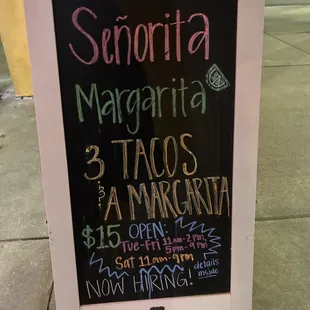 Señorita
Margarita
3 TACOS
& A MARGARITA
$15 OPEN:
Tue-Fri 11am-2pm,
5pm-9pm
Sat 11am-9pm
details
inside
NOW HIRING!